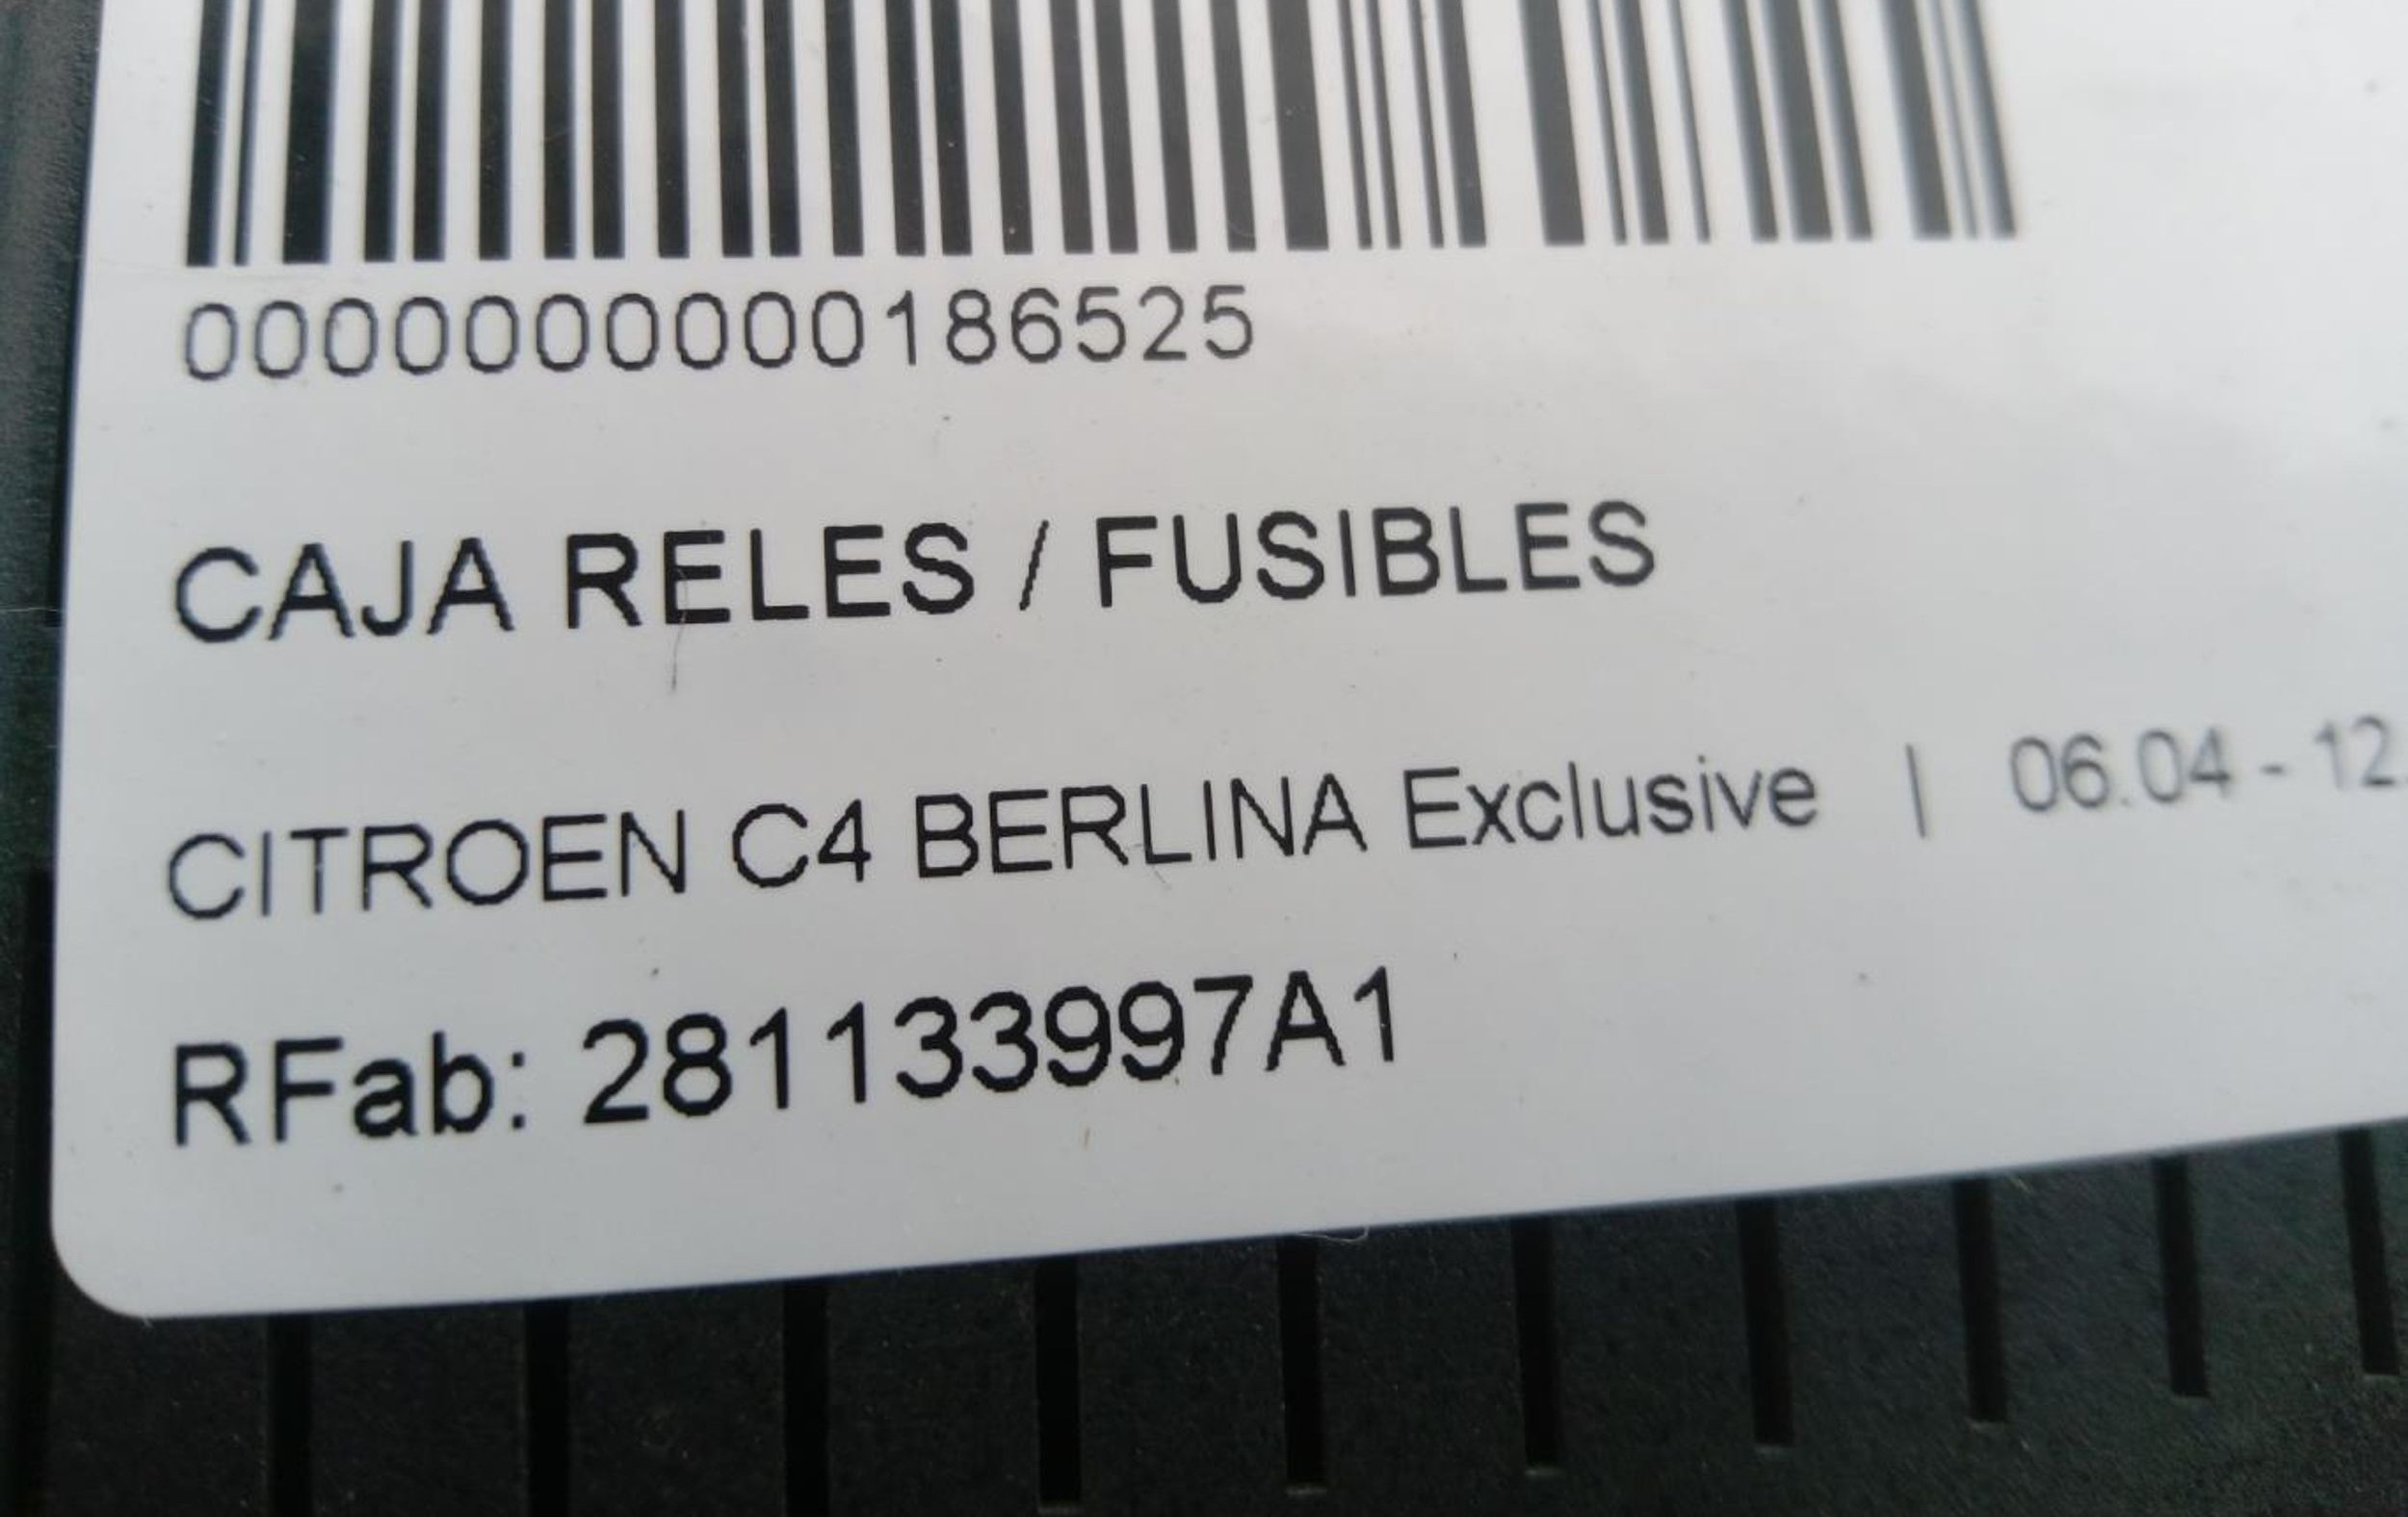 0000000000186525
CAJA RELES / FUSIBLES
CITROEN C4 BERLINA Exclusive | 06.04 - 12.
RFab: 281133997A1